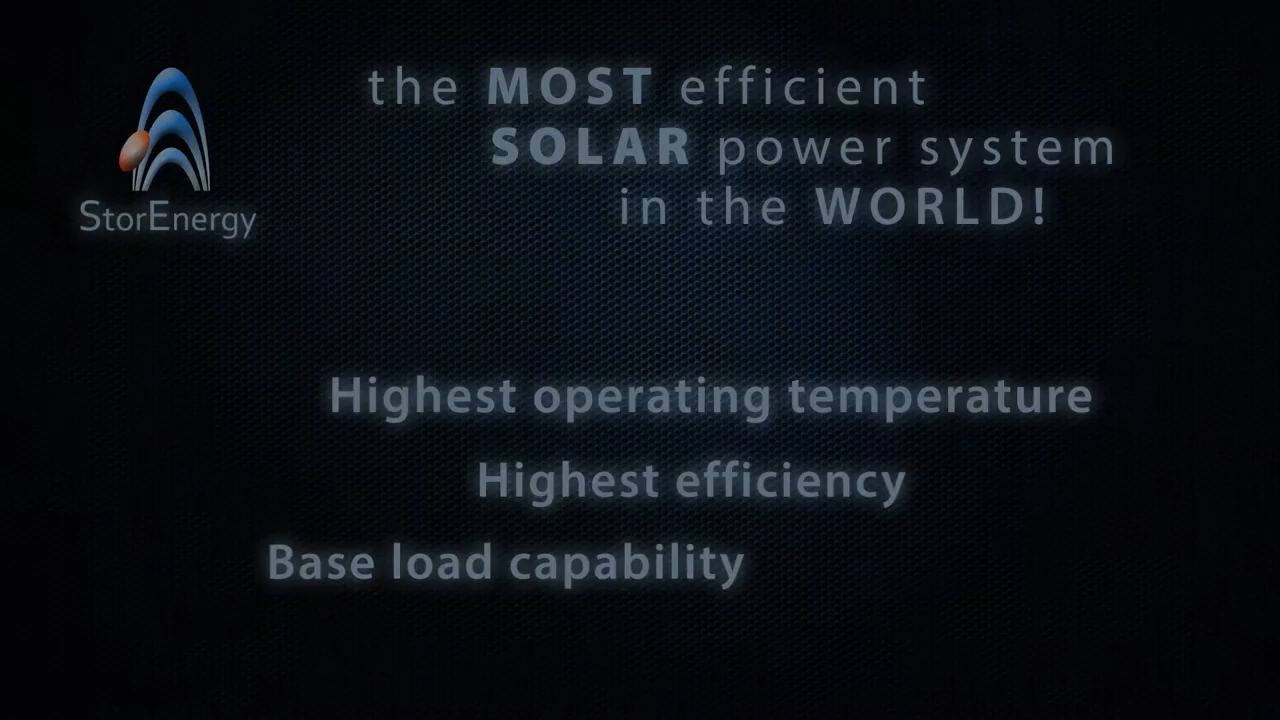 the MOST efficient
SOLAR power system
in the WORLD!
StorEnergy
Highest operating temperature
Highest efficiency
Base load capability